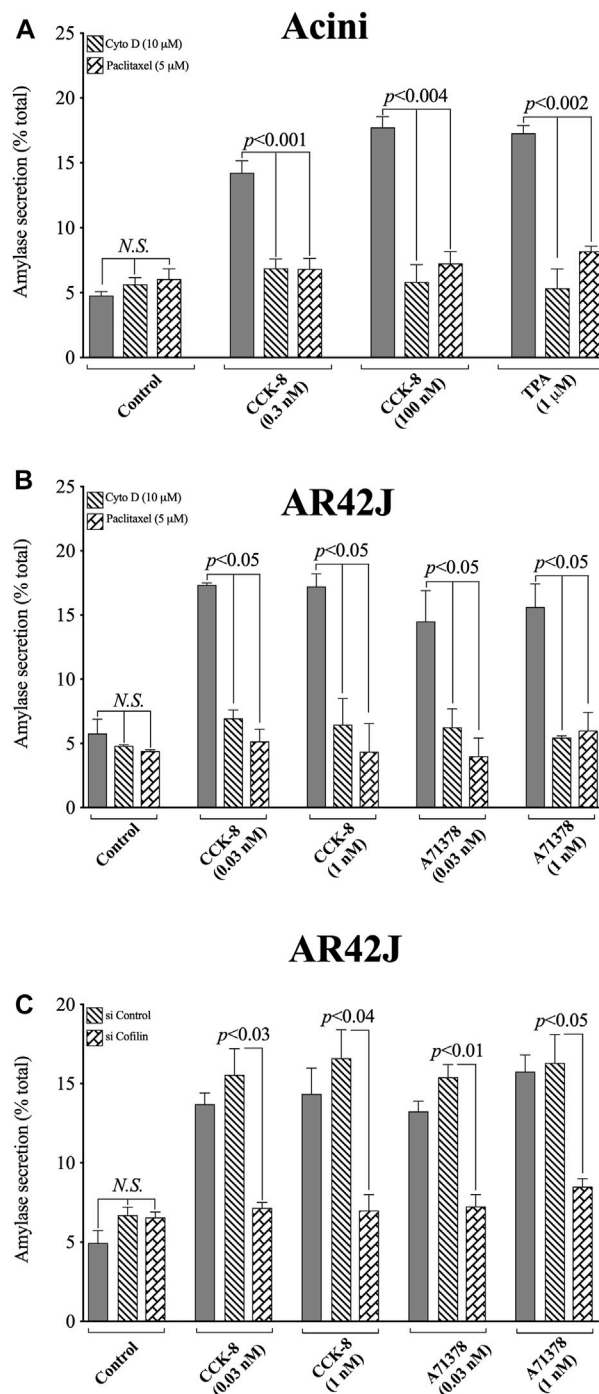 A
Acini
Cyto D (10 μM)
Paclitaxel (5 μM)
Amylase secretion (% total)
25
20
15
10
5
0
N.S.
p<0.001
p<0.004
p<0.002
Control
CCK-8
(0.3 nM)
CCK-8
(100 nM)
TPA
(1 μM)
B
AR42J
Cyto D (10 μM)
Paclitaxel (5 μM)
Amylase secretion (% total)
25
20
15
10
5
0
N.S.
p<0.05
p<0.05
p<0.05
p<0.05
Control
CCK-8
(0.03 nM)
CCK-8
(1 nM)
A71378
(0.03 nM)
A71378
(1 nM)
AR42J
C
si Control
si Cofilin
Amylase secretion (% total)
20
15
10
5
0
N.S.
p<0.03
p<0.04
p<0.01
p<0.05
Control
CCK-8
(0.03 nM)
CCK-8
(1 nM)
A71378
(0.03 nM)
A71378
(1 nM)